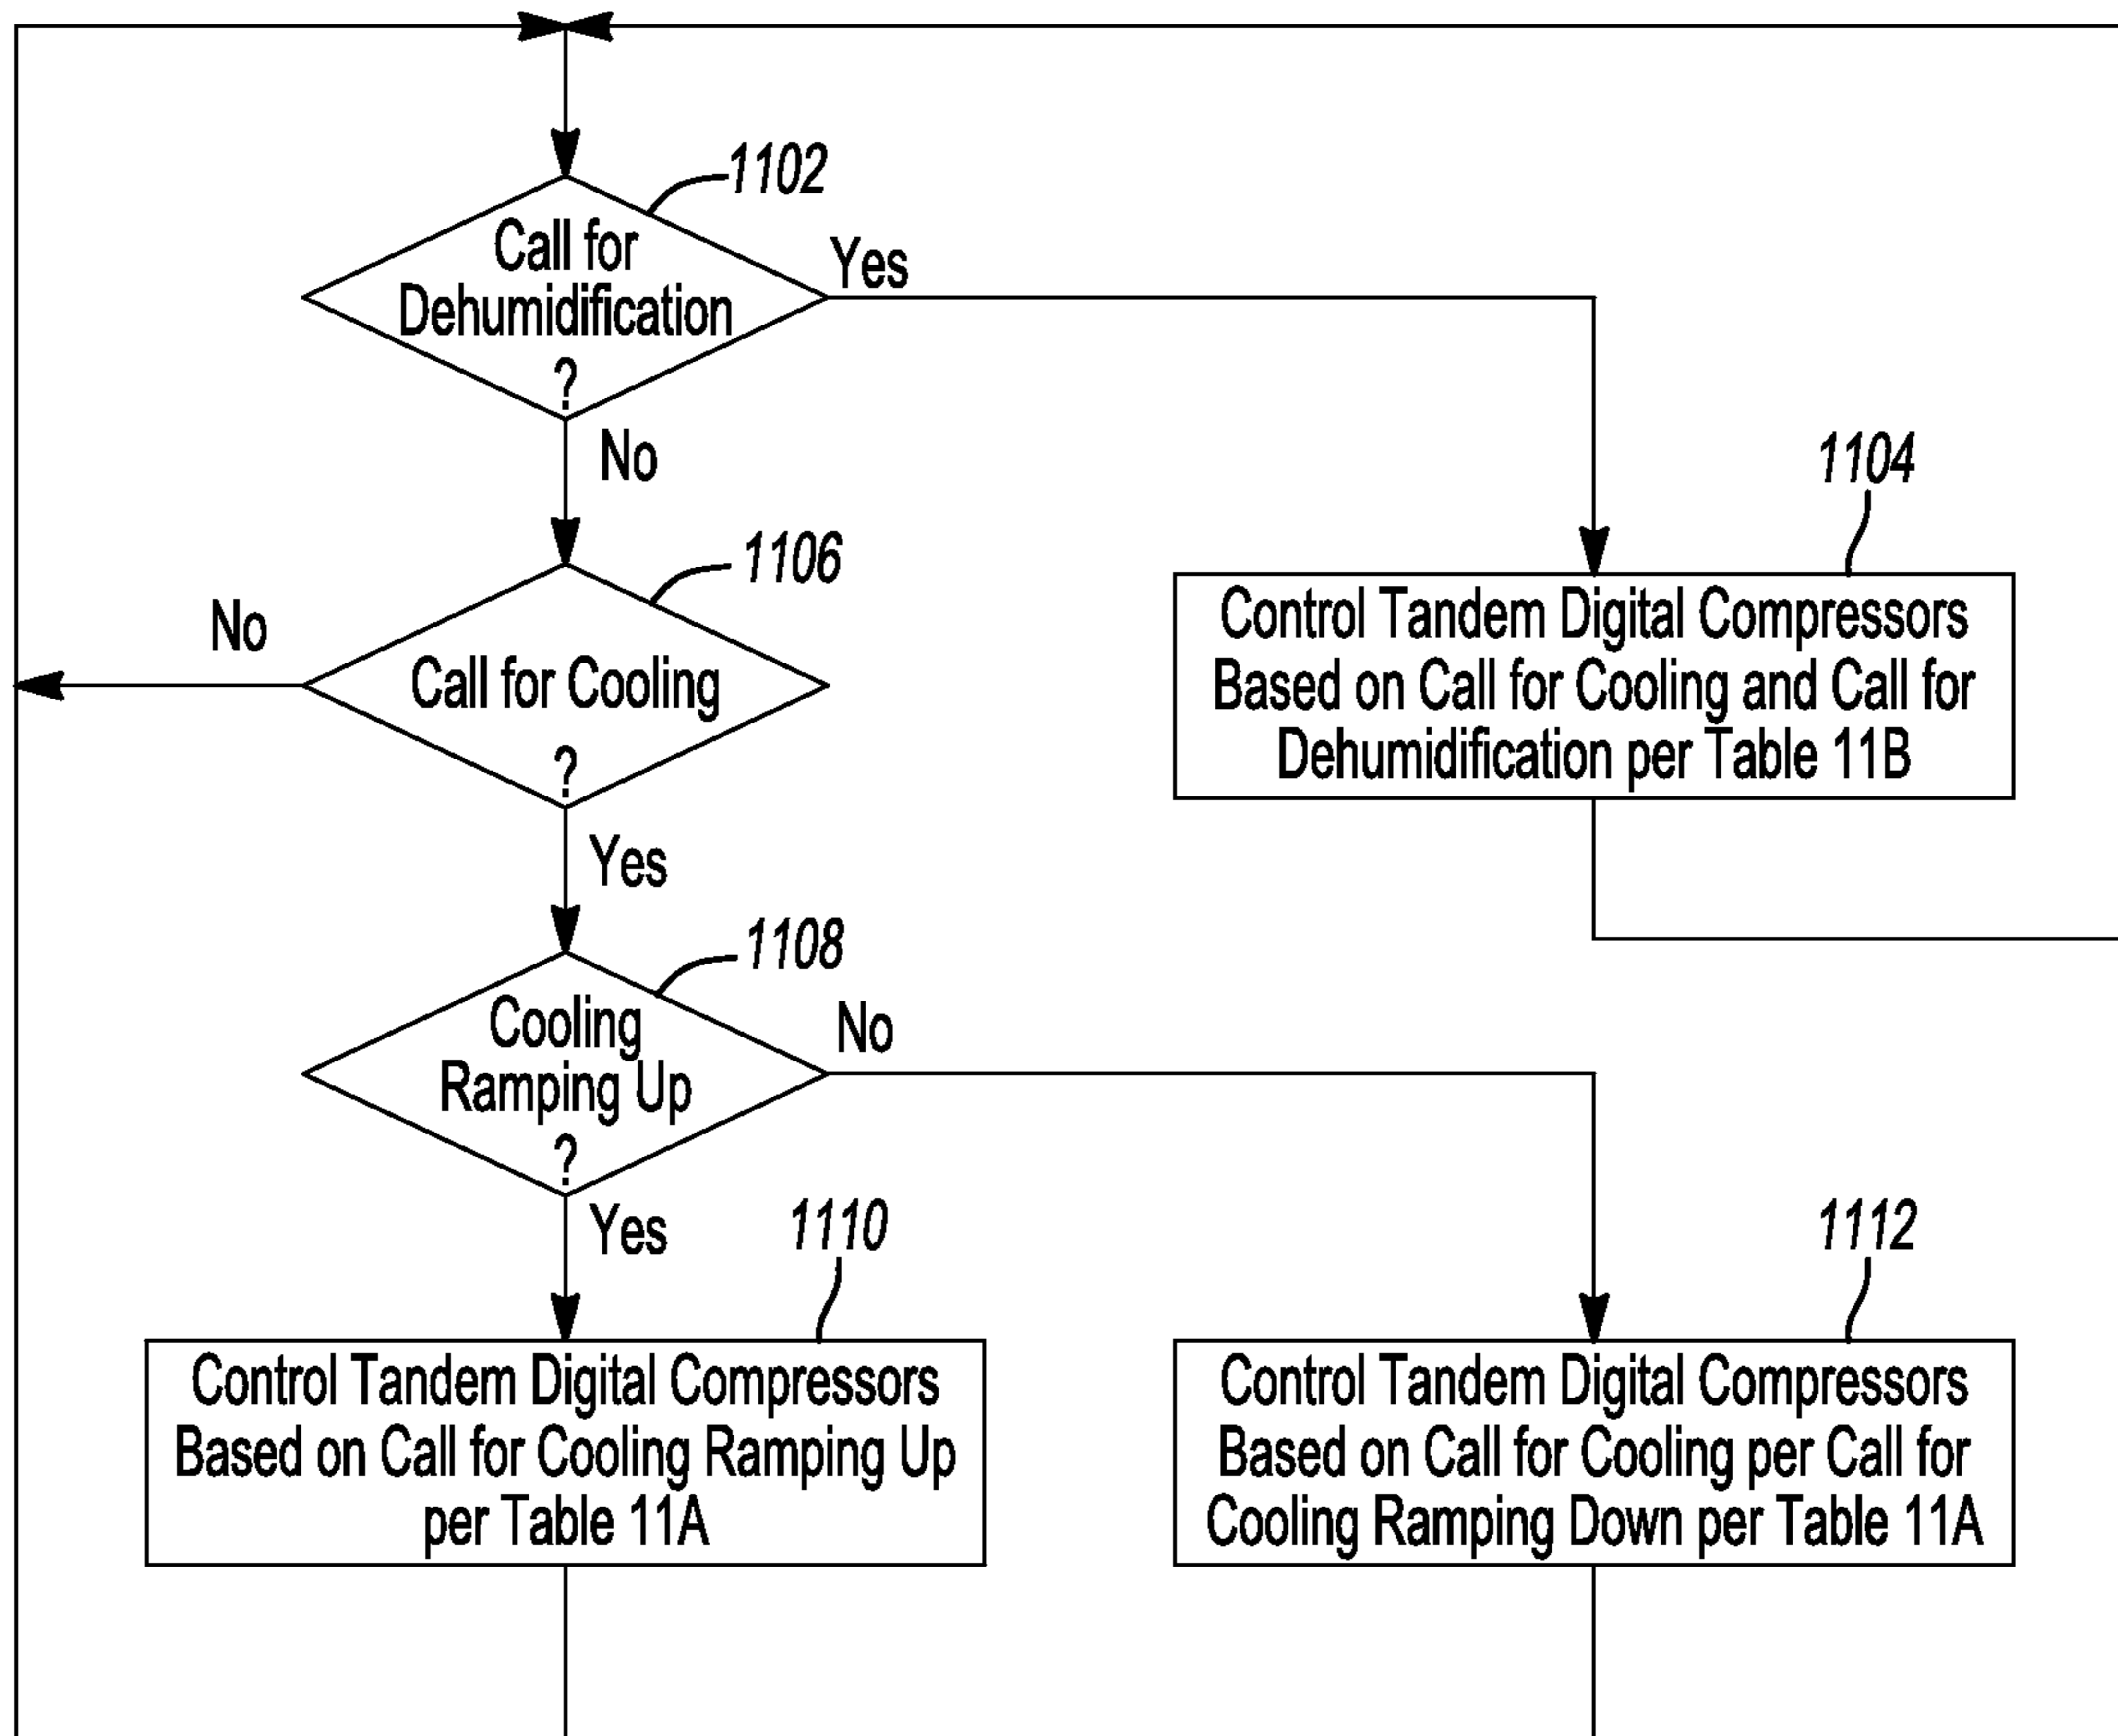 1102
Call for
Dehumidification
?
Yes
No
1104
Control Tandem Digital Compressors
Based on Call for Cooling and Call for
Dehumidification per Table 11B
1106
No
Call for Cooling
?
Yes
1108
Cooling
Ramping Up
?
No
Yes
1110
Control Tandem Digital Compressors
Based on Call for Cooling Ramping Up
per Table 11A
1112
Control Tandem Digital Compressors
Based on Call for Cooling per Call for
Cooling Ramping Down per Table 11A